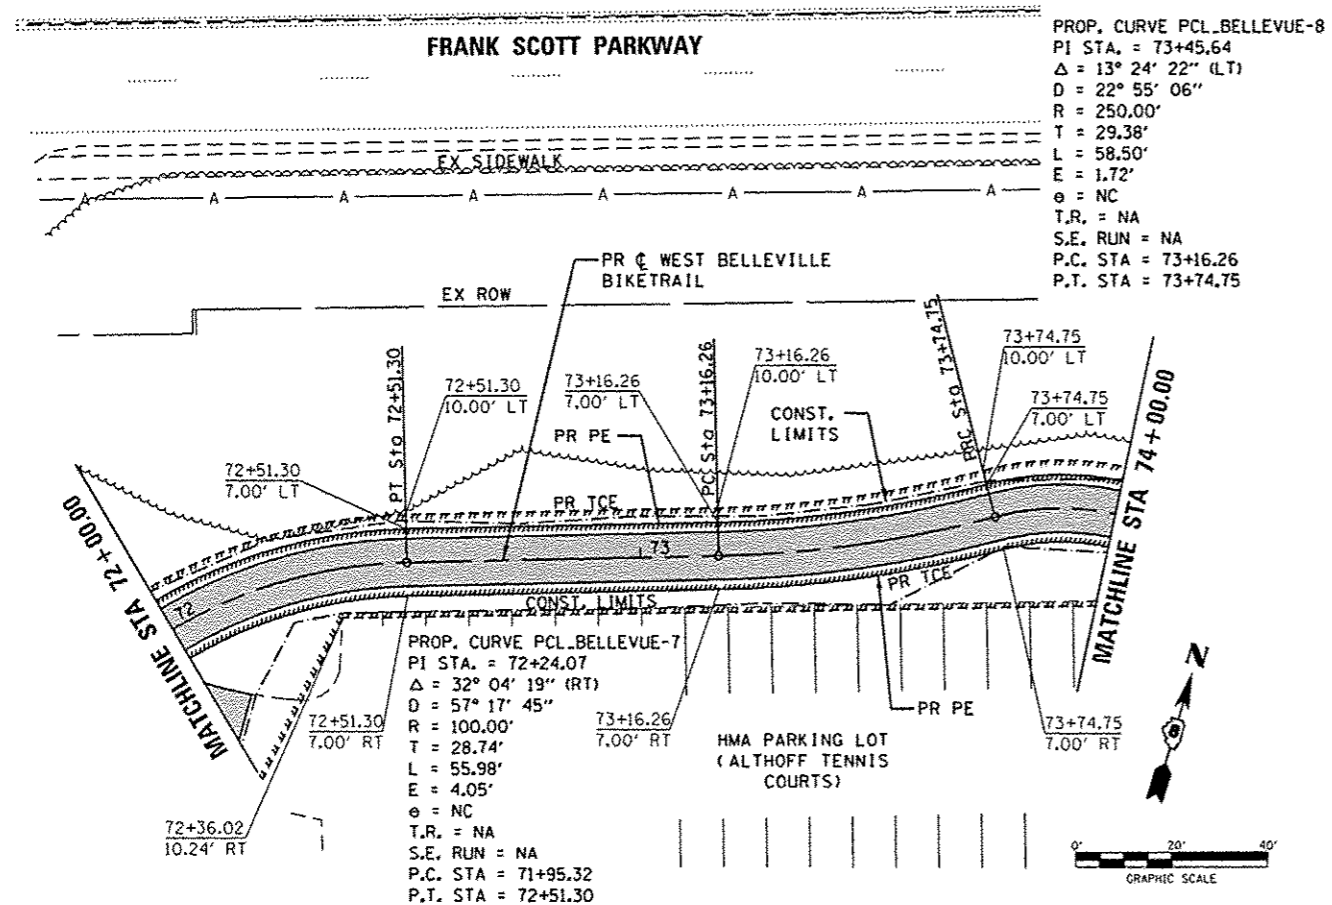 FRANK SCOTT PARKWAY
PROP. CURVE PCL_BELLEVUE-8
PI STA. = 73+45.64
Δ = 13° 24' 22" (LT)
D = 22° 55' 06"
R = 250.00'
T = 29.38'
L = 58.50'
E = 1.72'
e = NC
T.R. = NA
S.E. RUN = NA
P.C. STA = 73+16.26
P.T. STA = 73+74.75
EX SIDEWALK
A A A A A A A A
PR ℄ WEST BELLEVILLE
BIKETRAIL
EX ROW
PT Sta 72+51.30
72+51.30
10.00' LT
73+16.26
7.00' LT
PC Sta 73+16.26
73+16.26
10.00' LT
PRC Sta 73+74.75
73+74.75
10.00' LT
73+74.75
7.00' LT
CONST.
LIMITS
PR PE
72+51.30
7.00' LT
PR TCE
MATCHLINE STA 72+00.00
MATCHLINE STA 74+00.00
72
73
PR TCE
CONST. LIMITS
PROP. CURVE PCL_BELLEVUE-7
PI STA. = 72+24.07
Δ = 32° 04' 19" (RT)
D = 57° 17' 45"
R = 100.00'
T = 28.74'
L = 55.98'
E = 4.05'
e = NC
T.R. = NA
S.E. RUN = NA
P.C. STA = 71+95.32
P.T. STA = 72+51.30
72+51.30
7.00' RT
73+16.26
7.00' RT
PR PE
73+74.75
7.00' RT
HMA PARKING LOT
(ALTHOFF TENNIS
COURTS)
72+36.02
10.24' RT
N
0' 20' 40'
GRAPHIC SCALE